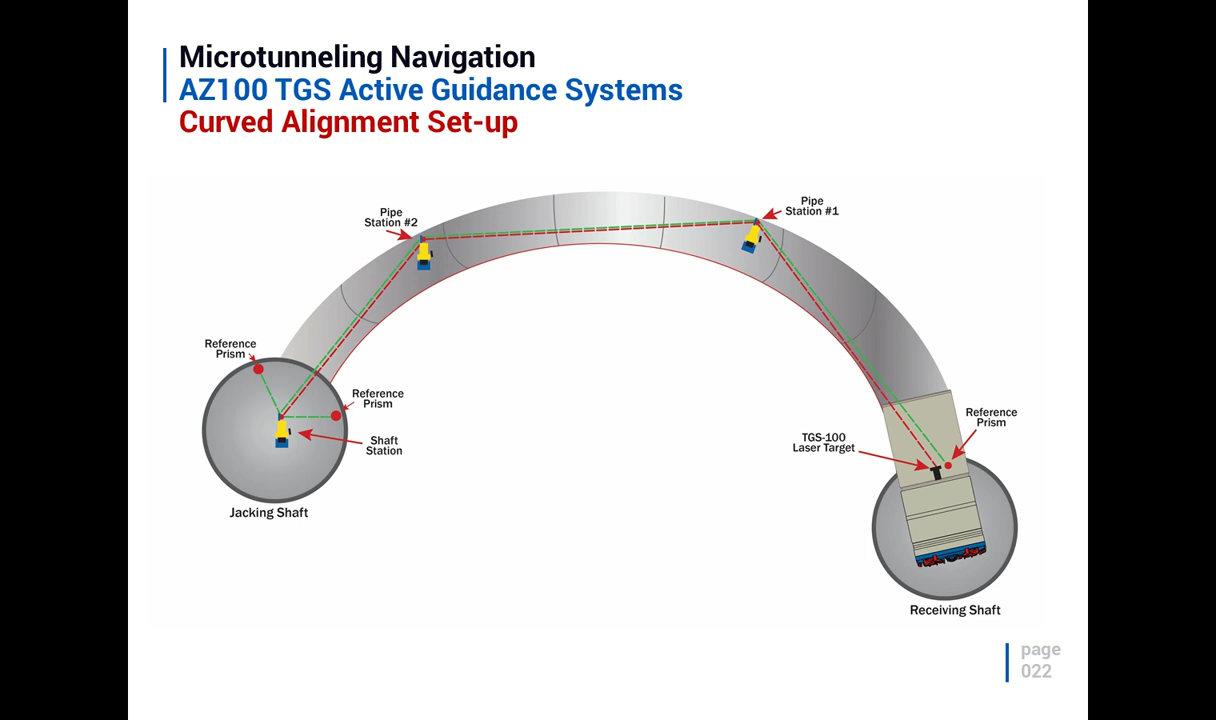 Microtunneling Navigation
AZ100 TGS Active Guidance Systems
Curved Alignment Set-up
Pipe
Station #2
Pipe
Station #1
Reference
Prism
Reference
Prism
Shaft
Station
Jacking Shaft
TGS-100
Laser Target
Reference
Prism
Receiving Shaft
page
022